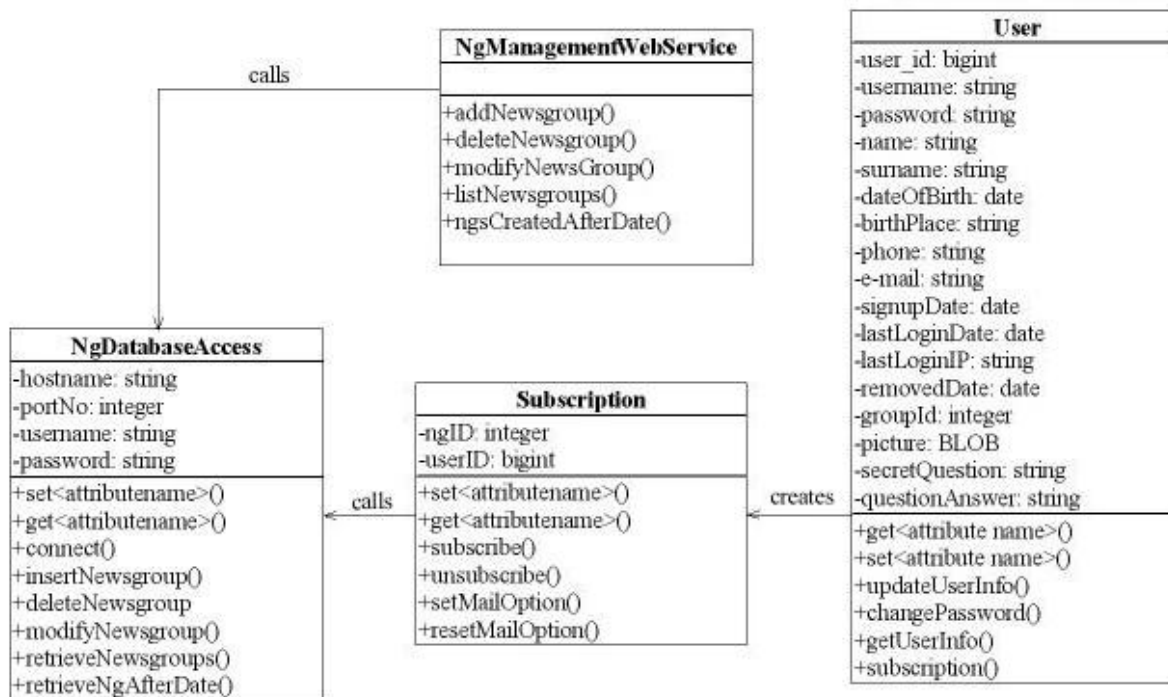 NgManagementWebService
+addNewsgroup()
+deleteNewsgroup()
+modifyNewsGroup()
+listNewsgroups()
+ngsCreatedAfterDate()
calls
User
-user_id: bigint
-username: string
-password: string
-name: string
-surname: string
-dateOfBirth: date
-birthPlace: string
-phone: string
-e-mail: string
-signupDate: date
-lastLoginDate: date
-lastLoginIP: string
-removedDate: date
-groupId: integer
-picture: BLOB
-secretQuestion: string
-questionAnswer: string
+get<attribute name>()
+set<attribute name>()
+updateUserInfo()
+changePassword()
+getUserInfo()
+subscription()
NgDatabaseAccess
-hostname: string
-portNo: integer
-username: string
-password: string
+set<attributename>()
+get<attributename>()
+connect()
+insertNewsgroup()
+deleteNewsgroup
+modifyNewsgroup()
+retrieveNewsgroups()
+retrieveNgAfterDate()
calls
Subscription
-ngID: integer
-userID: bigint
+set<attributename>()
+get<attributename>()
+subscribe()
+unsubscribe()
+setMailOption()
+resetMailOption()
creates